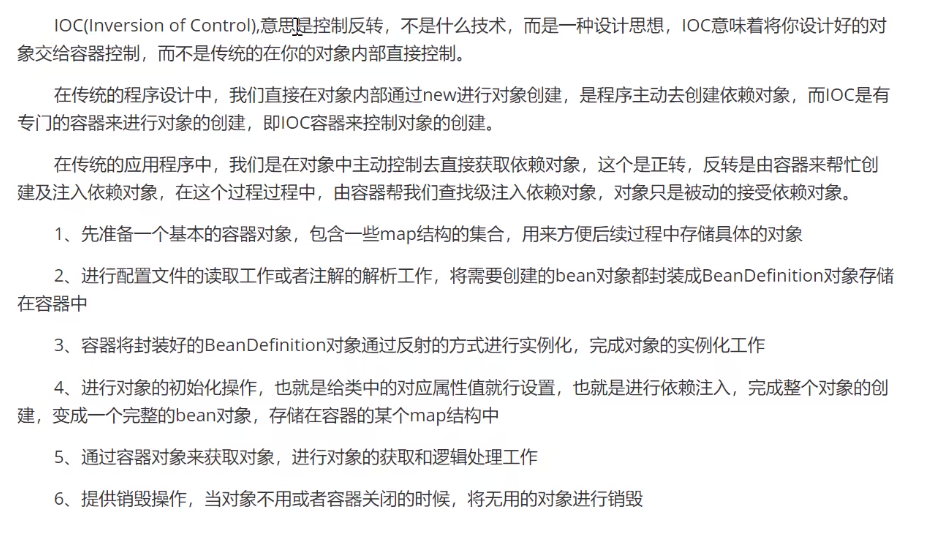 IOC(Inversion of Control),意思是控制反转，不是什么技术，而是一种设计思想，IOC意味着将你设计好的对
象交给容器控制，而不是传统的在你的对象内部直接控制。
在传统的程序设计中，我们直接在对象内部通过new进行对象创建，是程序主动去创建依赖对象，而IOC是有
专门的容器来进行对象的创建，即IOC容器来控制对象的创建。
在传统的应用程序中，我们是在对象中主动控制去直接获取依赖对象，这个是正转，反转是由容器来帮忙创
建及注入依赖对象，在这个过程过程中，由容器帮我们查找级注入依赖对象，对象只是被动的接受依赖对象。
1、先准备一个基本的容器对象，包含一些map结构的集合，用来方便后续过程中存储具体的对象
2、进行配置文件的读取工作或者注解的解析工作，将需要创建的bean对象都封装成BeanDefinition对象存储
在容器中
3、容器将封装好的BeanDefinition对象通过反射的方式进行实例化，完成对象的实例化工作
4、进行对象的初始化操作，也就是给类中的对应属性值就行设置，也就是进行依赖注入，完成整个对象的创
建，变成一个完整的bean对象，存储在容器的某个map结构中
5、通过容器对象来获取对象，进行对象的获取和逻辑处理工作
6、提供销毁操作，当对象不用或者容器关闭的时候，将无用的对象进行销毁